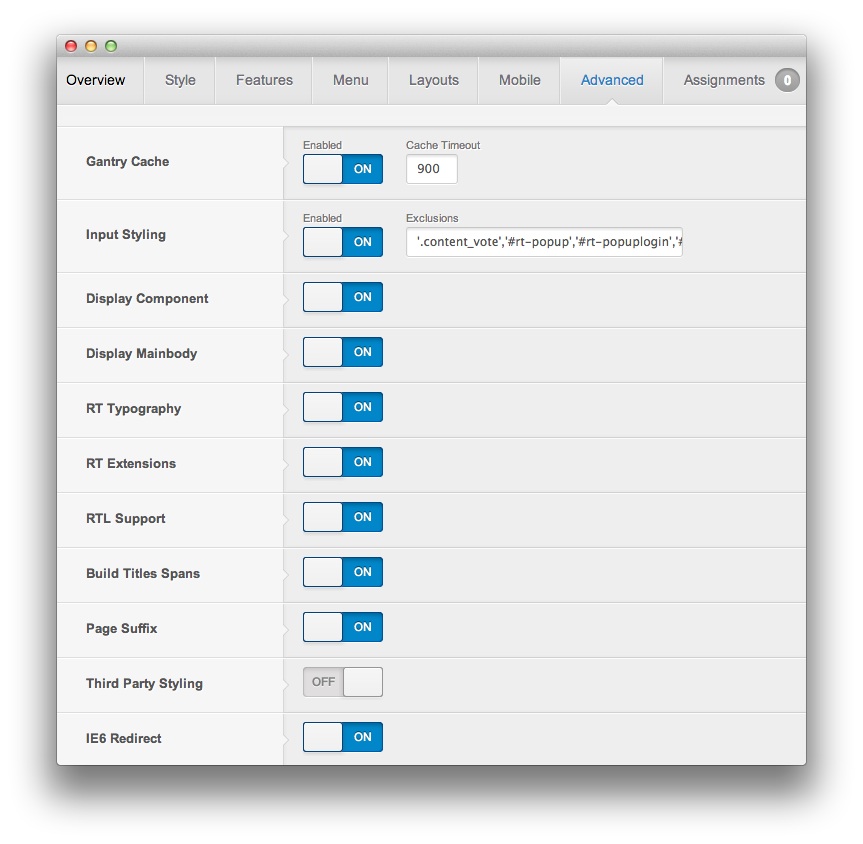 Overview Style Features Menu Layouts Mobile Advanced Assignments 0
Enabled Cache Timeout
Gantry Cache ON 900
Enabled Exclusions
Input Styling ON '.content_vote','#rt-popup','#rt-popuplogin','#
Display Component ON
Display Mainbody ON
RT Typography ON
RT Extensions ON
RTL Support ON
Build Titles Spans ON
Page Suffix ON
Third Party Styling OFF
IE6 Redirect ON